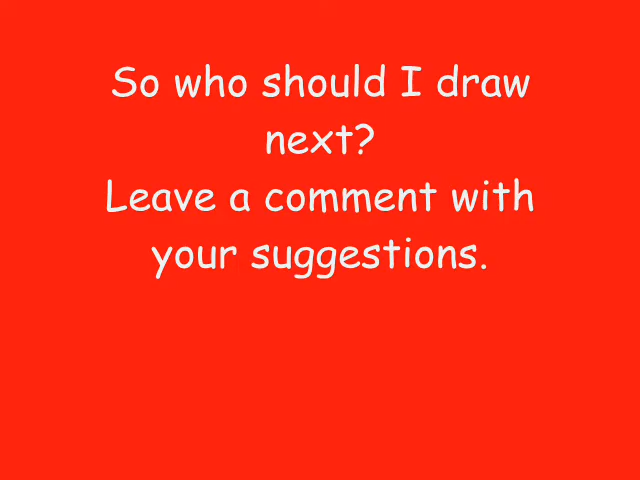 So who should I draw
next?
Leave a comment with
your suggestions.